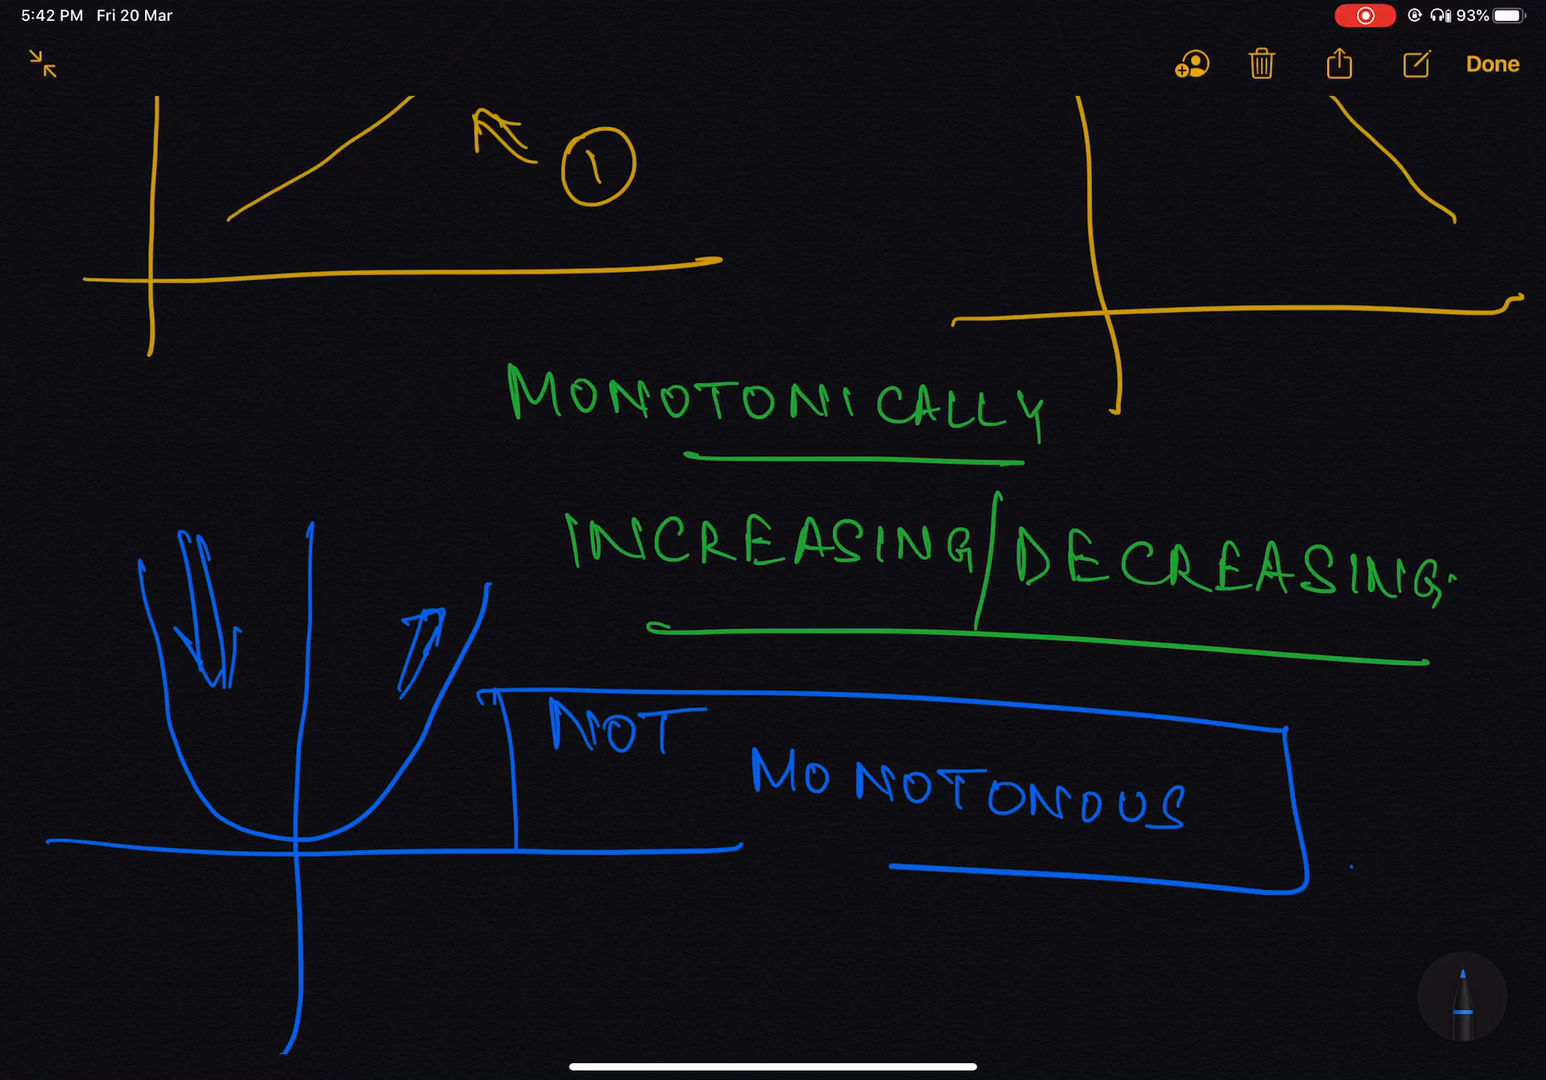 5:42 PM Fri 20 Mar 93%
Done
1
MONOTONICALLY
INCREASING/DECREASING.
NOT
MONOTONOUS